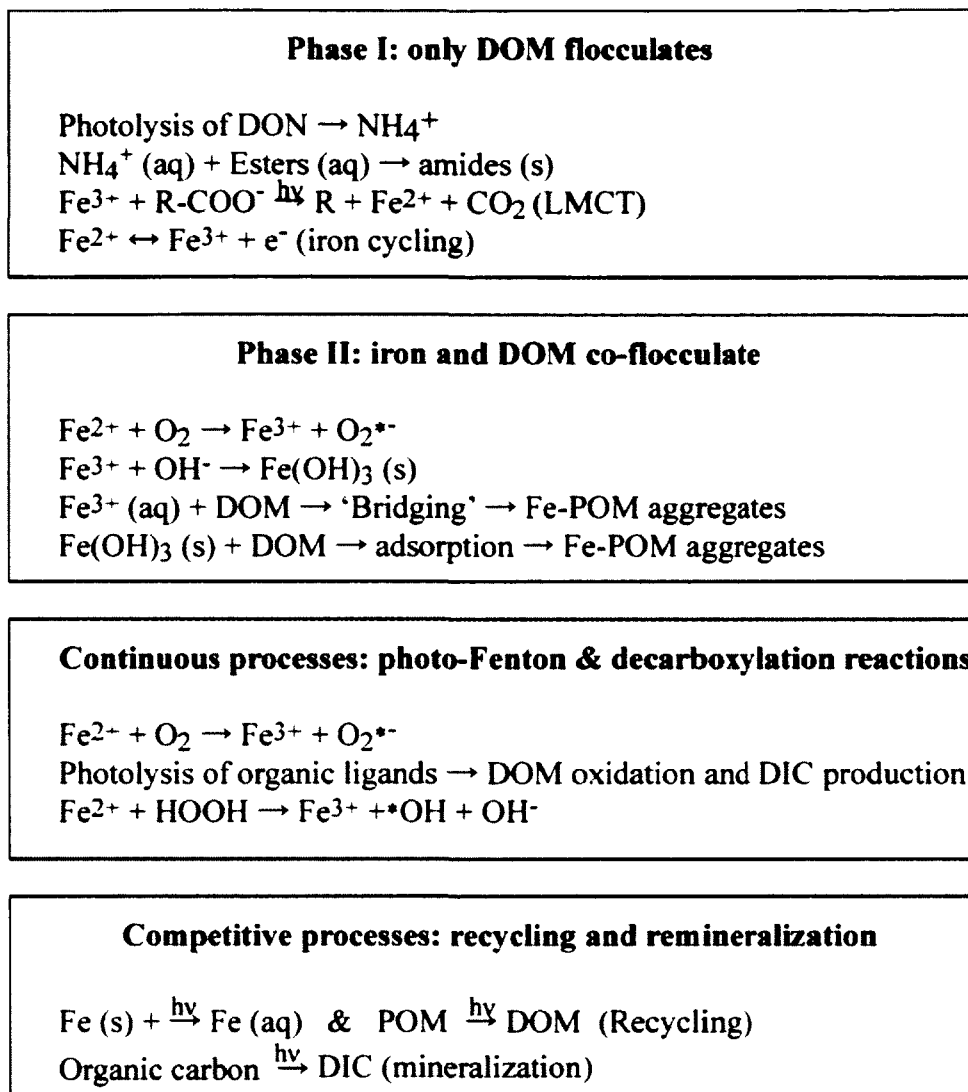 Phase I: only DOM flocculates
Photolysis of DON → NH4+
NH4+ (aq) + Esters (aq) → amides (s)
Fe3+ + R-COO- hν→ R + Fe2+ + CO2 (LMCT)
Fe2+ ↔ Fe3+ + e- (iron cycling)
Phase II: iron and DOM co-flocculate
Fe2+ + O2 → Fe3+ + O2•-
Fe3+ + OH- → Fe(OH)3 (s)
Fe3+ (aq) + DOM → ‘Bridging’ → Fe-POM aggregates
Fe(OH)3 (s) + DOM → adsorption → Fe-POM aggregates
Continuous processes: photo-Fenton & decarboxylation reactions
Fe2+ + O2 → Fe3+ + O2•-
Photolysis of organic ligands → DOM oxidation and DIC production
Fe2+ + HOOH → Fe3+ +•OH + OH-
Competitive processes: recycling and remineralization
Fe (s) + hν→ Fe (aq) & POM hν→ DOM (Recycling)
Organic carbon hν→ DIC (mineralization)